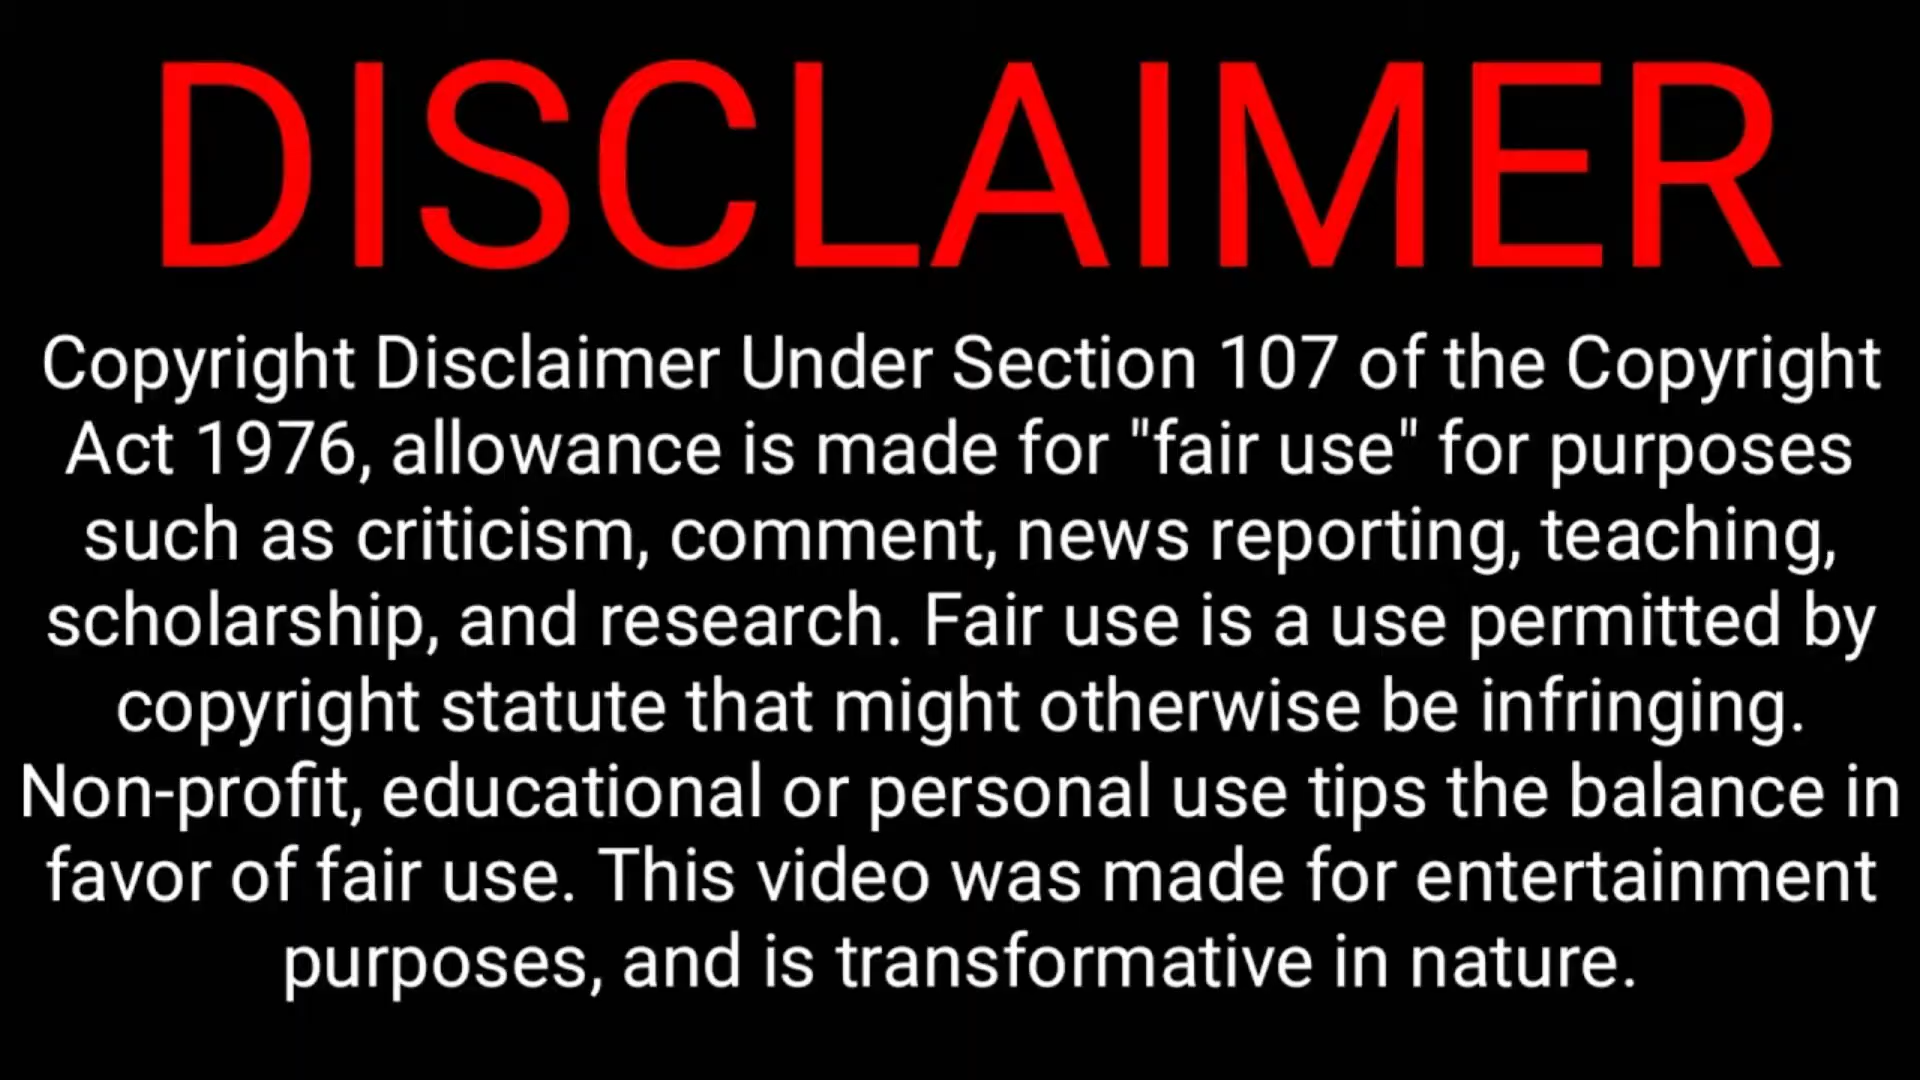 DISCLAIMER
Copyright Disclaimer Under Section 107 of the Copyright
Act 1976, allowance is made for "fair use" for purposes
such as criticism, comment, news reporting, teaching,
scholarship, and research. Fair use is a use permitted by
copyright statute that might otherwise be infringing.
Non-profit, educational or personal use tips the balance in
favor of fair use. This video was made for entertainment
purposes, and is transformative in nature.